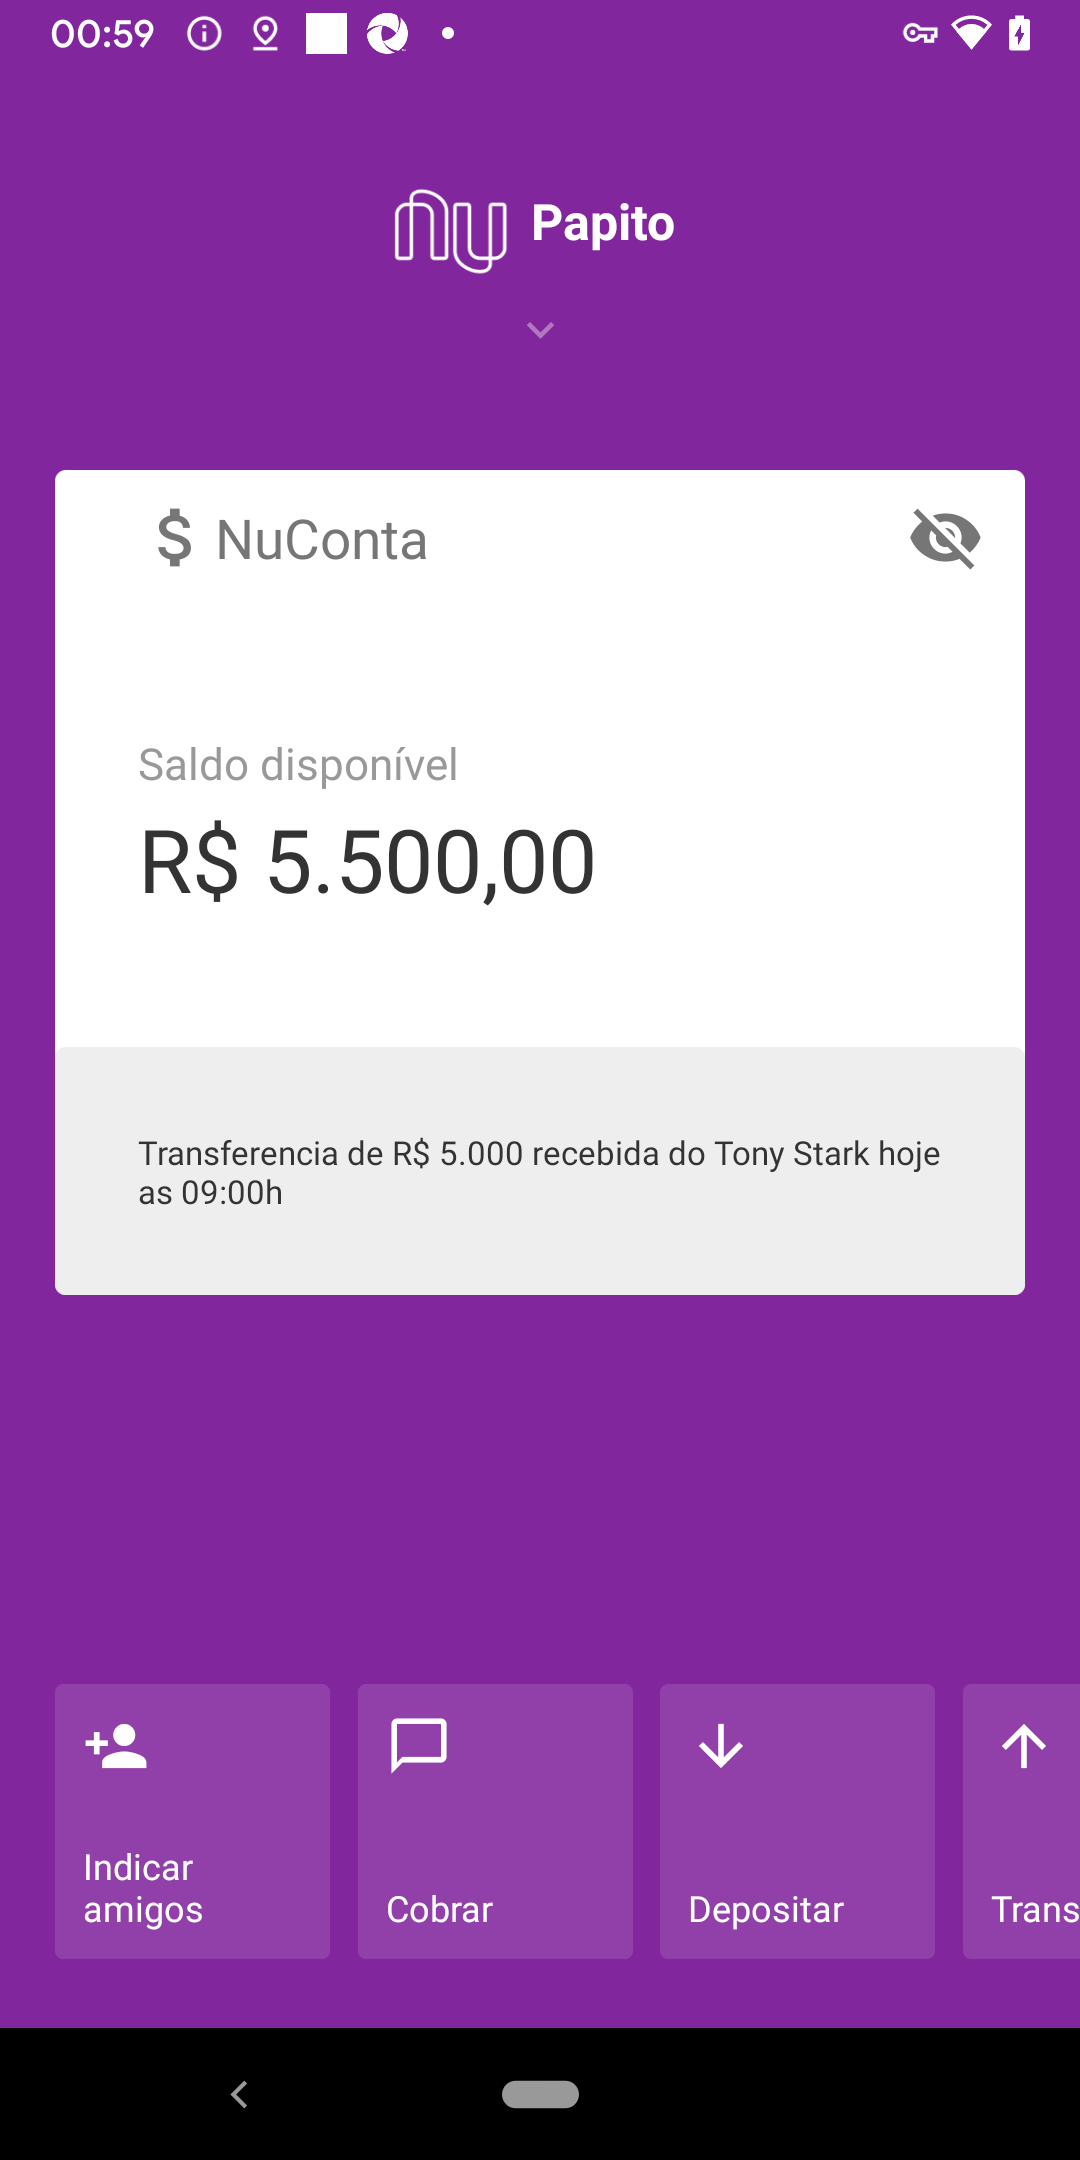 00:59
nu Papito
$ NuConta
Saldo disponível
R$ 5.500,00
Transferencia de R$ 5.000 recebida do Tony Stark hoje
as 09:00h
Indicar
amigos
Cobrar
Depositar
Trans